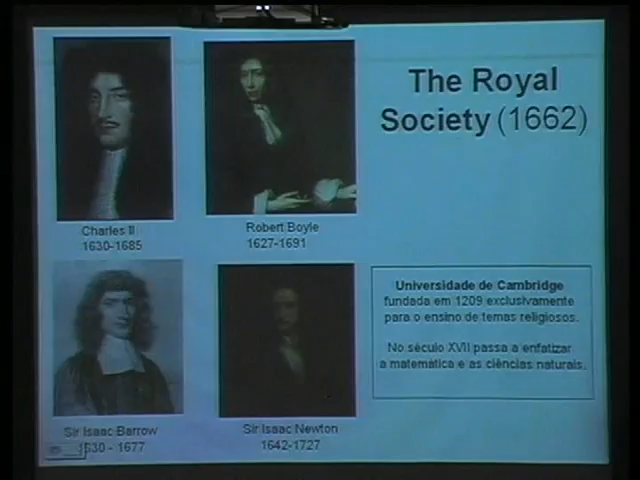 The Royal
Society (1662)
Charles II
1630-1685
Robert Boyle
1627-1691
Universidade de Cambridge
fundada em 1209 exclusivamente
para o ensino de temas religiosos.
No século XVII passa a enfatizar
a matemática e as ciências naturais.
Sir Isaac Barrow
1630 - 1677
Sir Isaac Newton
1642-1727